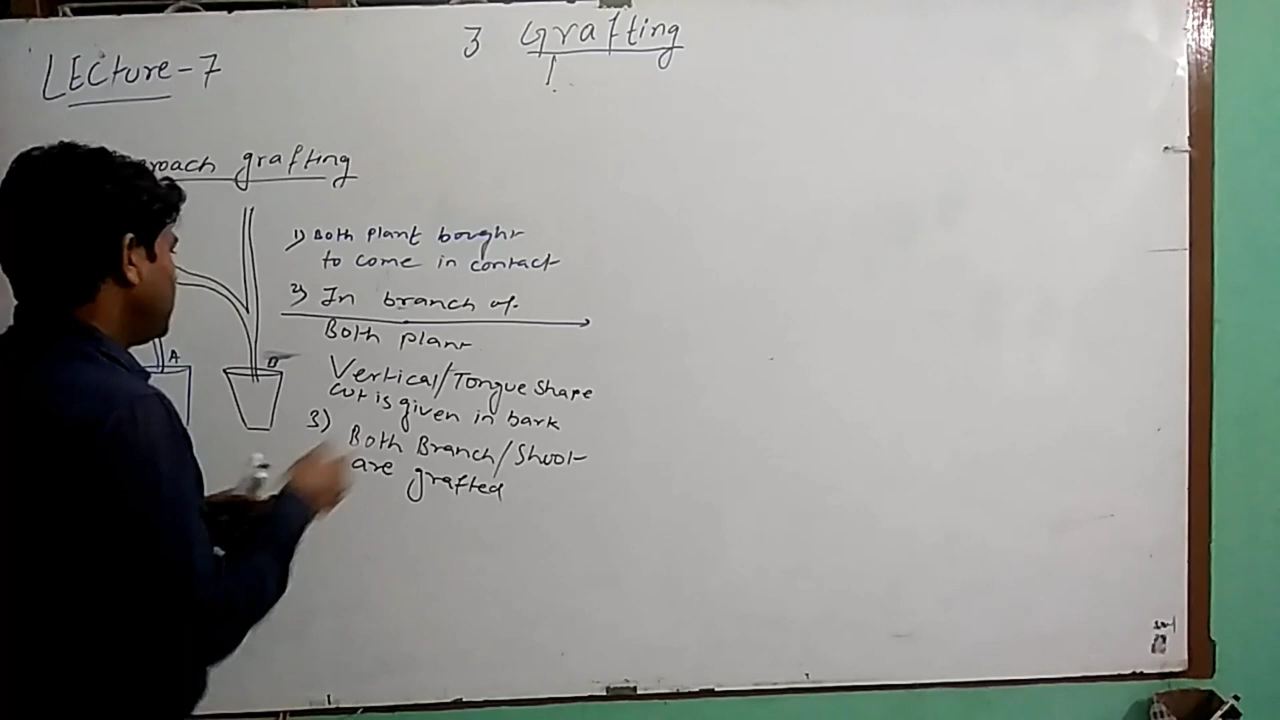 3 Grafting
LECture-7
roach grafting
1) Both plant bought
to come in contact
2) In branch of
Both plant
A
Vertical/Tongue shape
cut is given in bark
3)
Both Branch/Shoot
are grafted